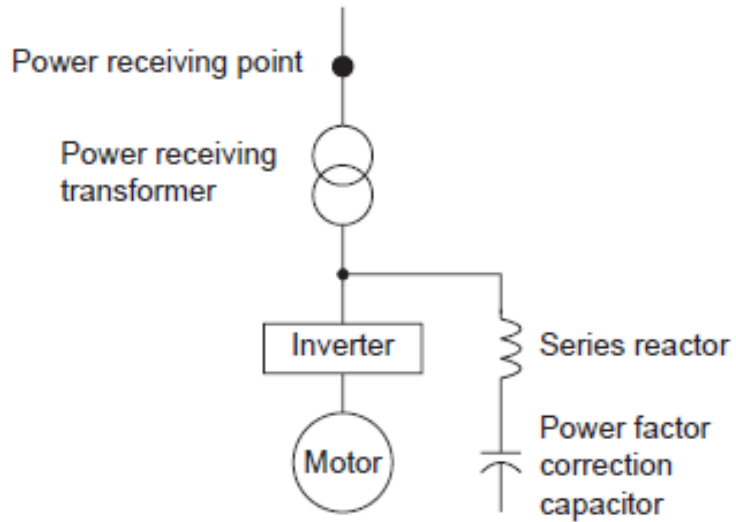 Power receiving point
Power receiving
transformer
Inverter
Series reactor
Motor
Power factor
correction
capacitor